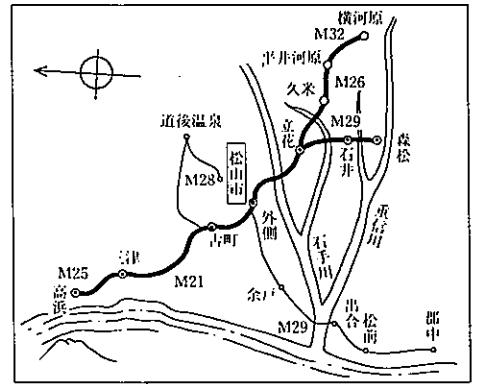 横河原
M32
平井河原
M26
久米
M29
立花
石井
森松
道後温泉
松山市
M28
外側
古町
重信川
石手川
三津
M25
高浜
M21
余戸
M29
出合
松前
郡中